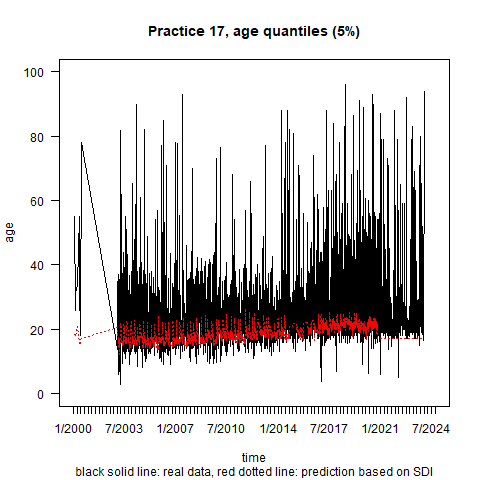 Practice 17, age quantiles (5%)
age
100
80
60
40
20
0
1/2000 7/2003 1/2007 7/2010 1/2014 7/2017 1/2021 7/2024
time
black solid line: real data, red dotted line: prediction based on SDI